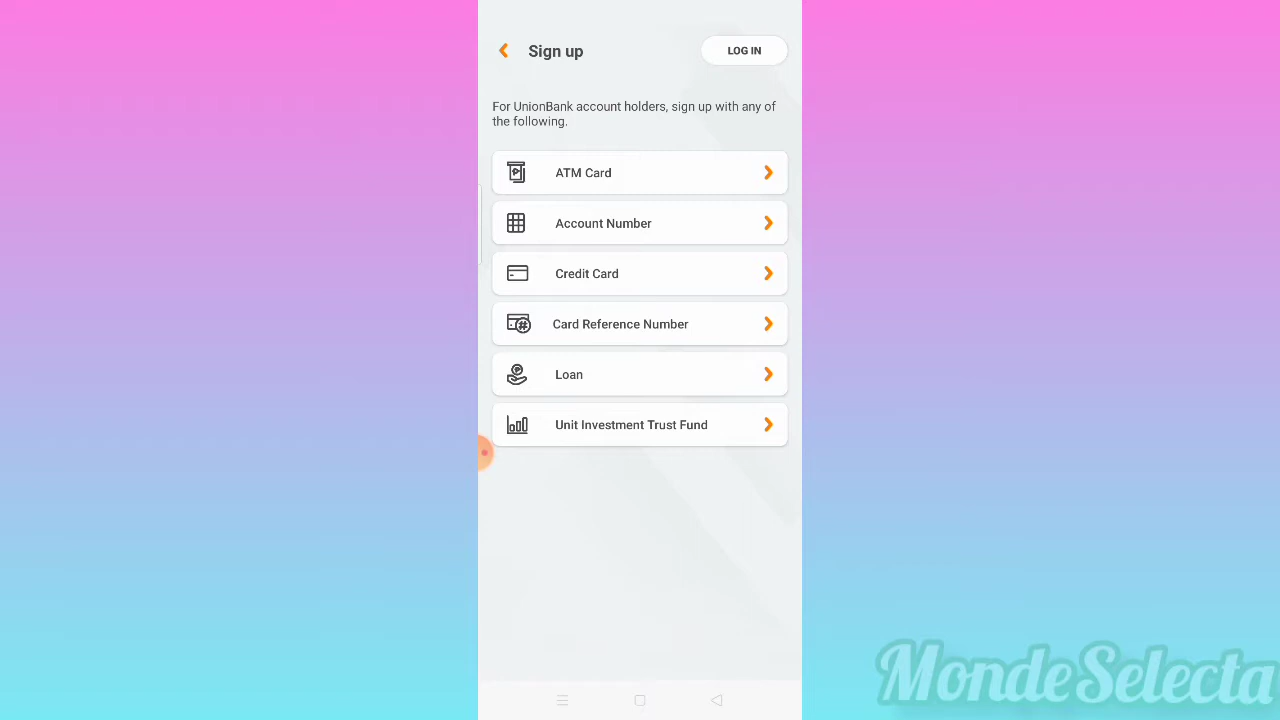 Sign up
LOG IN
For UnionBank account holders, sign up with any of
the following.
ATM Card
Account Number
Credit Card
Card Reference Number
Loan
Unit Investment Trust Fund
MondeSelecta